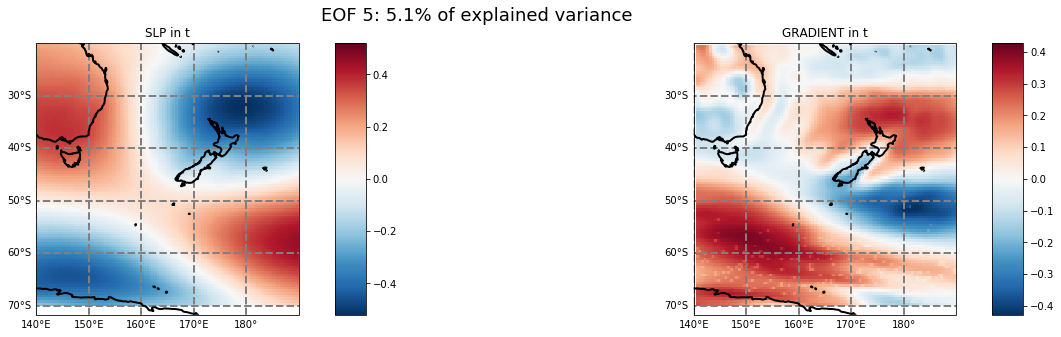 EOF 5: 5.1% of explained variance
SLP in t
GRADIENT in t
30°S
40°S
50°S
60°S
70°S
140°E
150°E
160°E
170°E
180°
0.4
0.2
0.0
−0.2
−0.4
30°S
40°S
50°S
60°S
70°S
140°E
150°E
160°E
170°E
180°
0.4
0.3
0.2
0.1
0.0
−0.1
−0.2
−0.3
−0.4